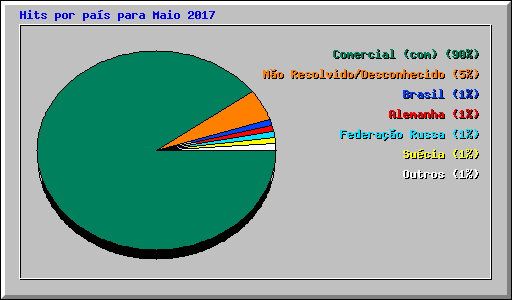 Hits por país para Maio 2017
Comercial (com) (90%)
Não Resolvido/Desconhecido (5%)
Brasil (1%)
Alemanha (1%)
Federação Russa (1%)
Suécia (1%)
Outros (1%)